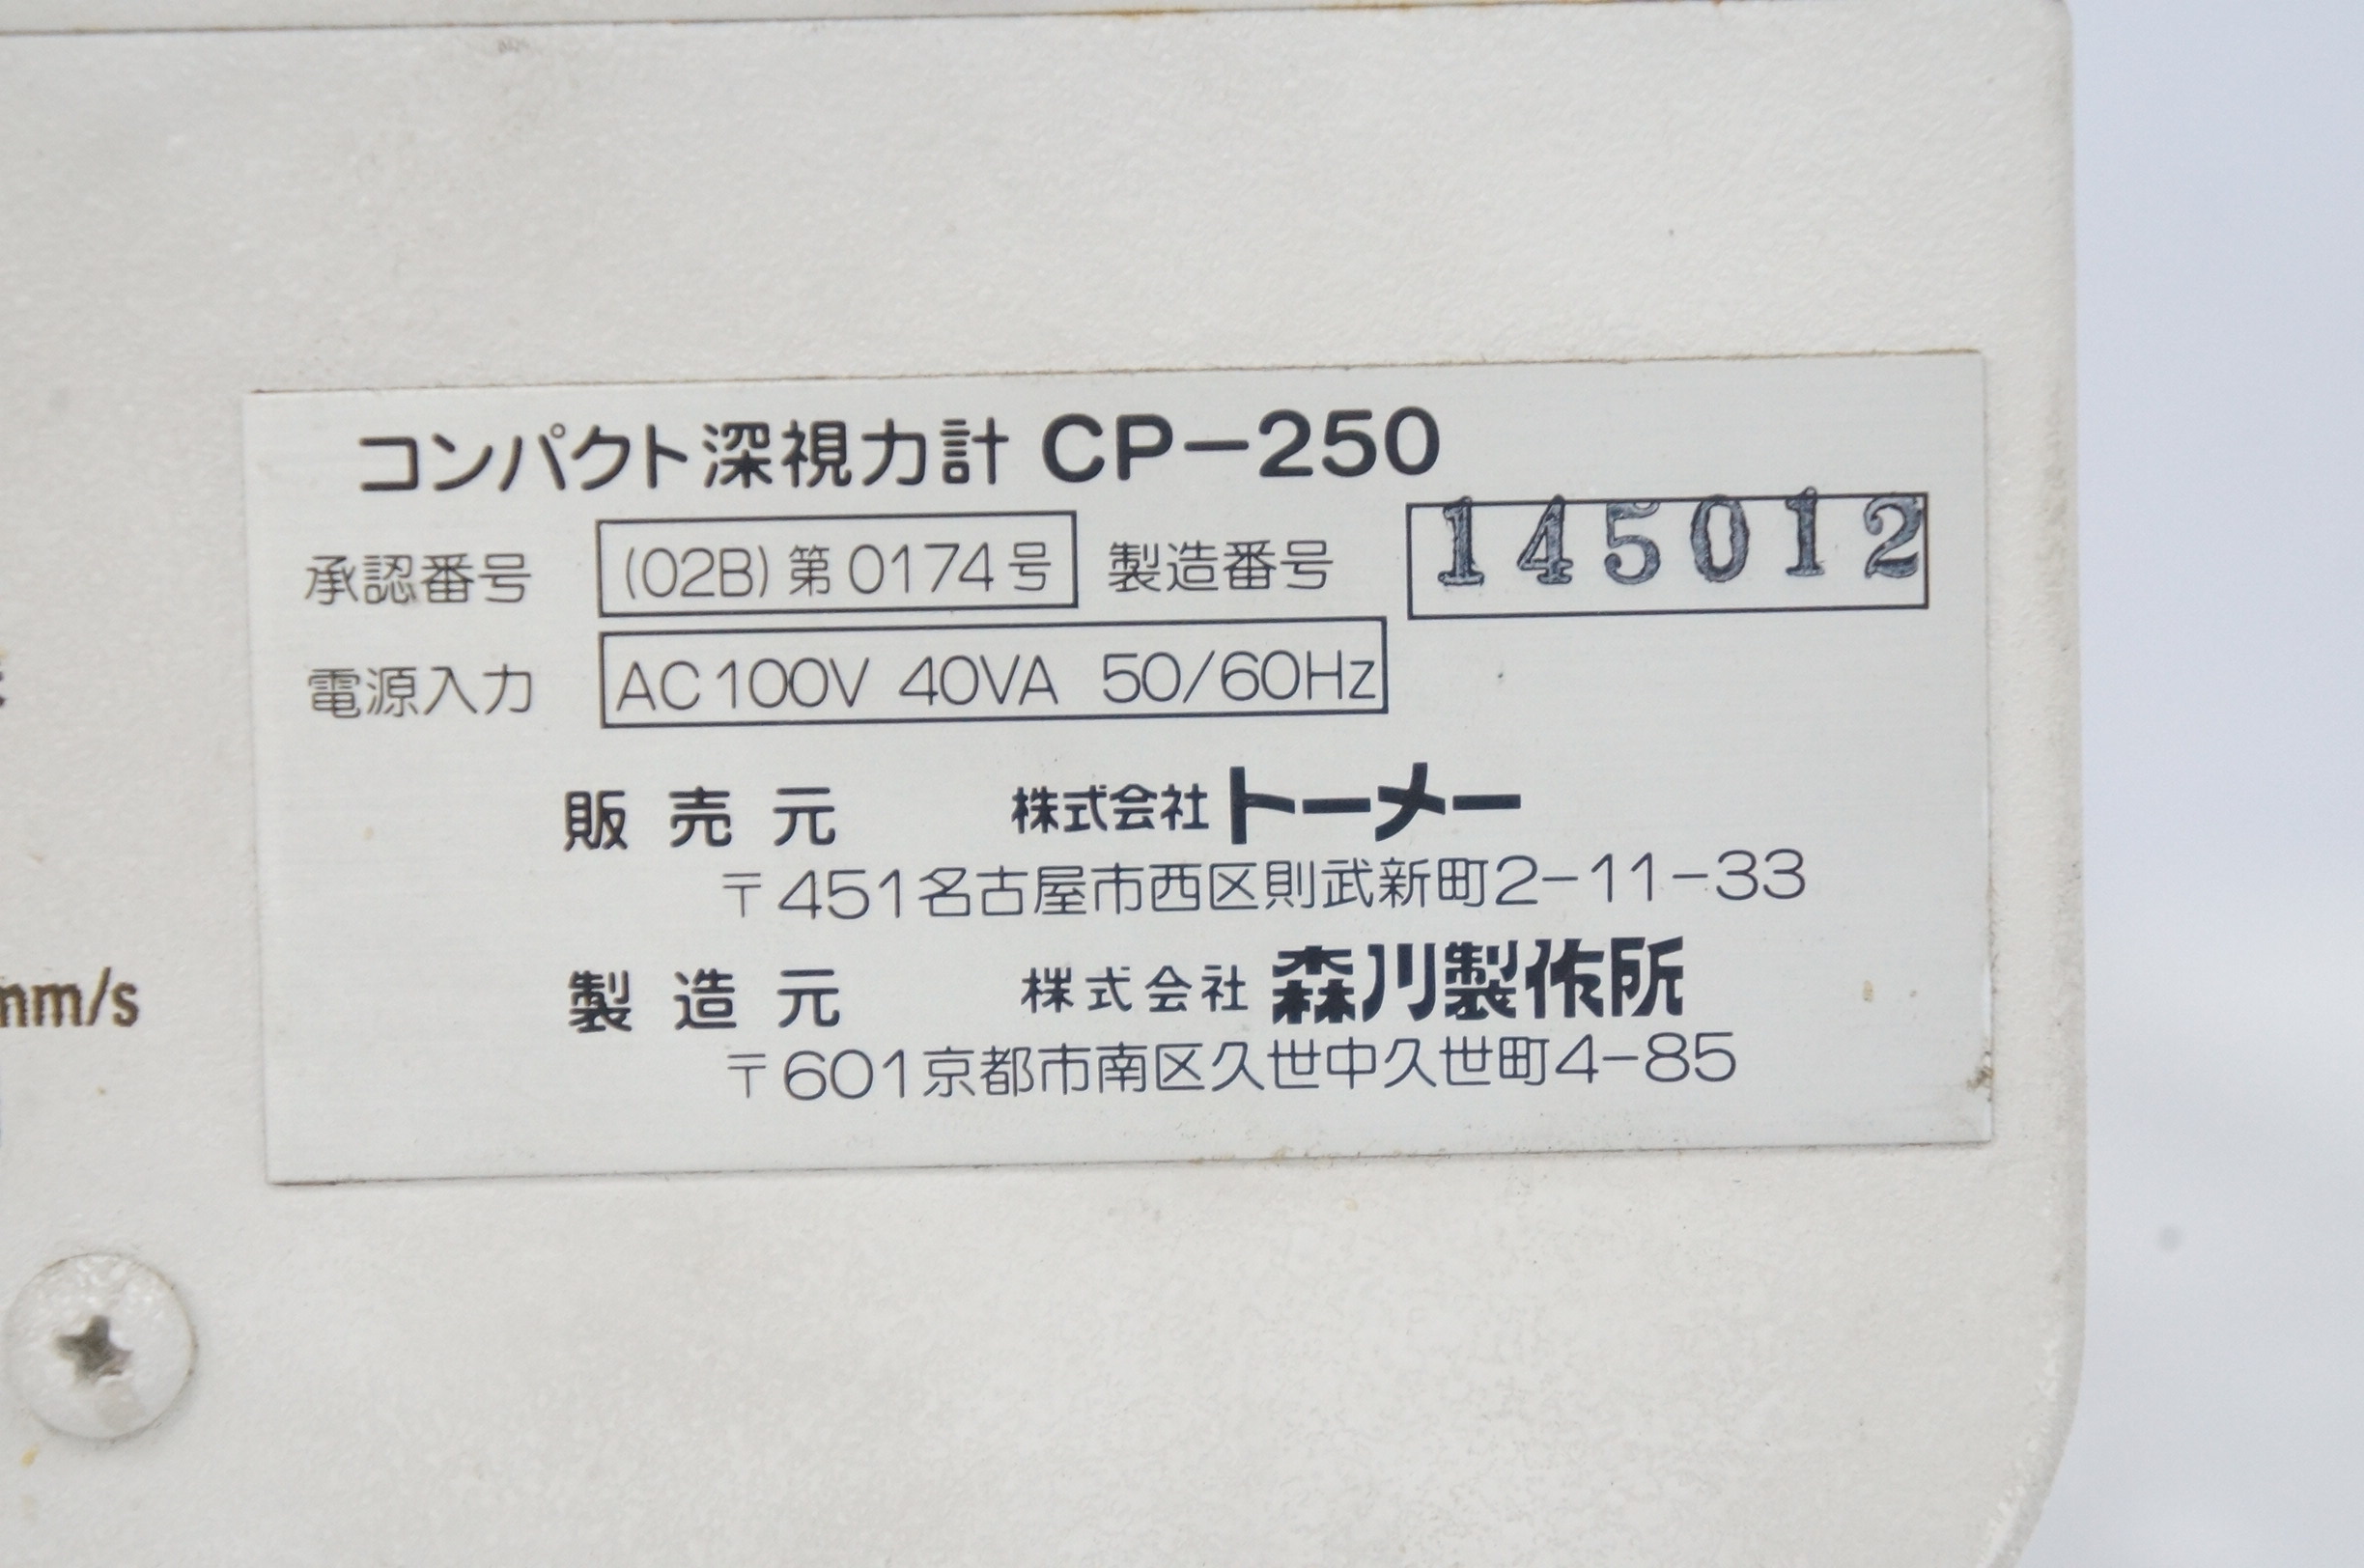 コンパクト深視力計 CP-250
承認番号 (02B)第0174号 製造番号 145012
電源入力 AC100V 40VA 50/60Hz
販売元 株式会社トーメー
〒451名古屋市西区則武新町2-11-33
製造元 株式会社森川製作所
〒601京都市南区久世中久世町4-85
mm/s